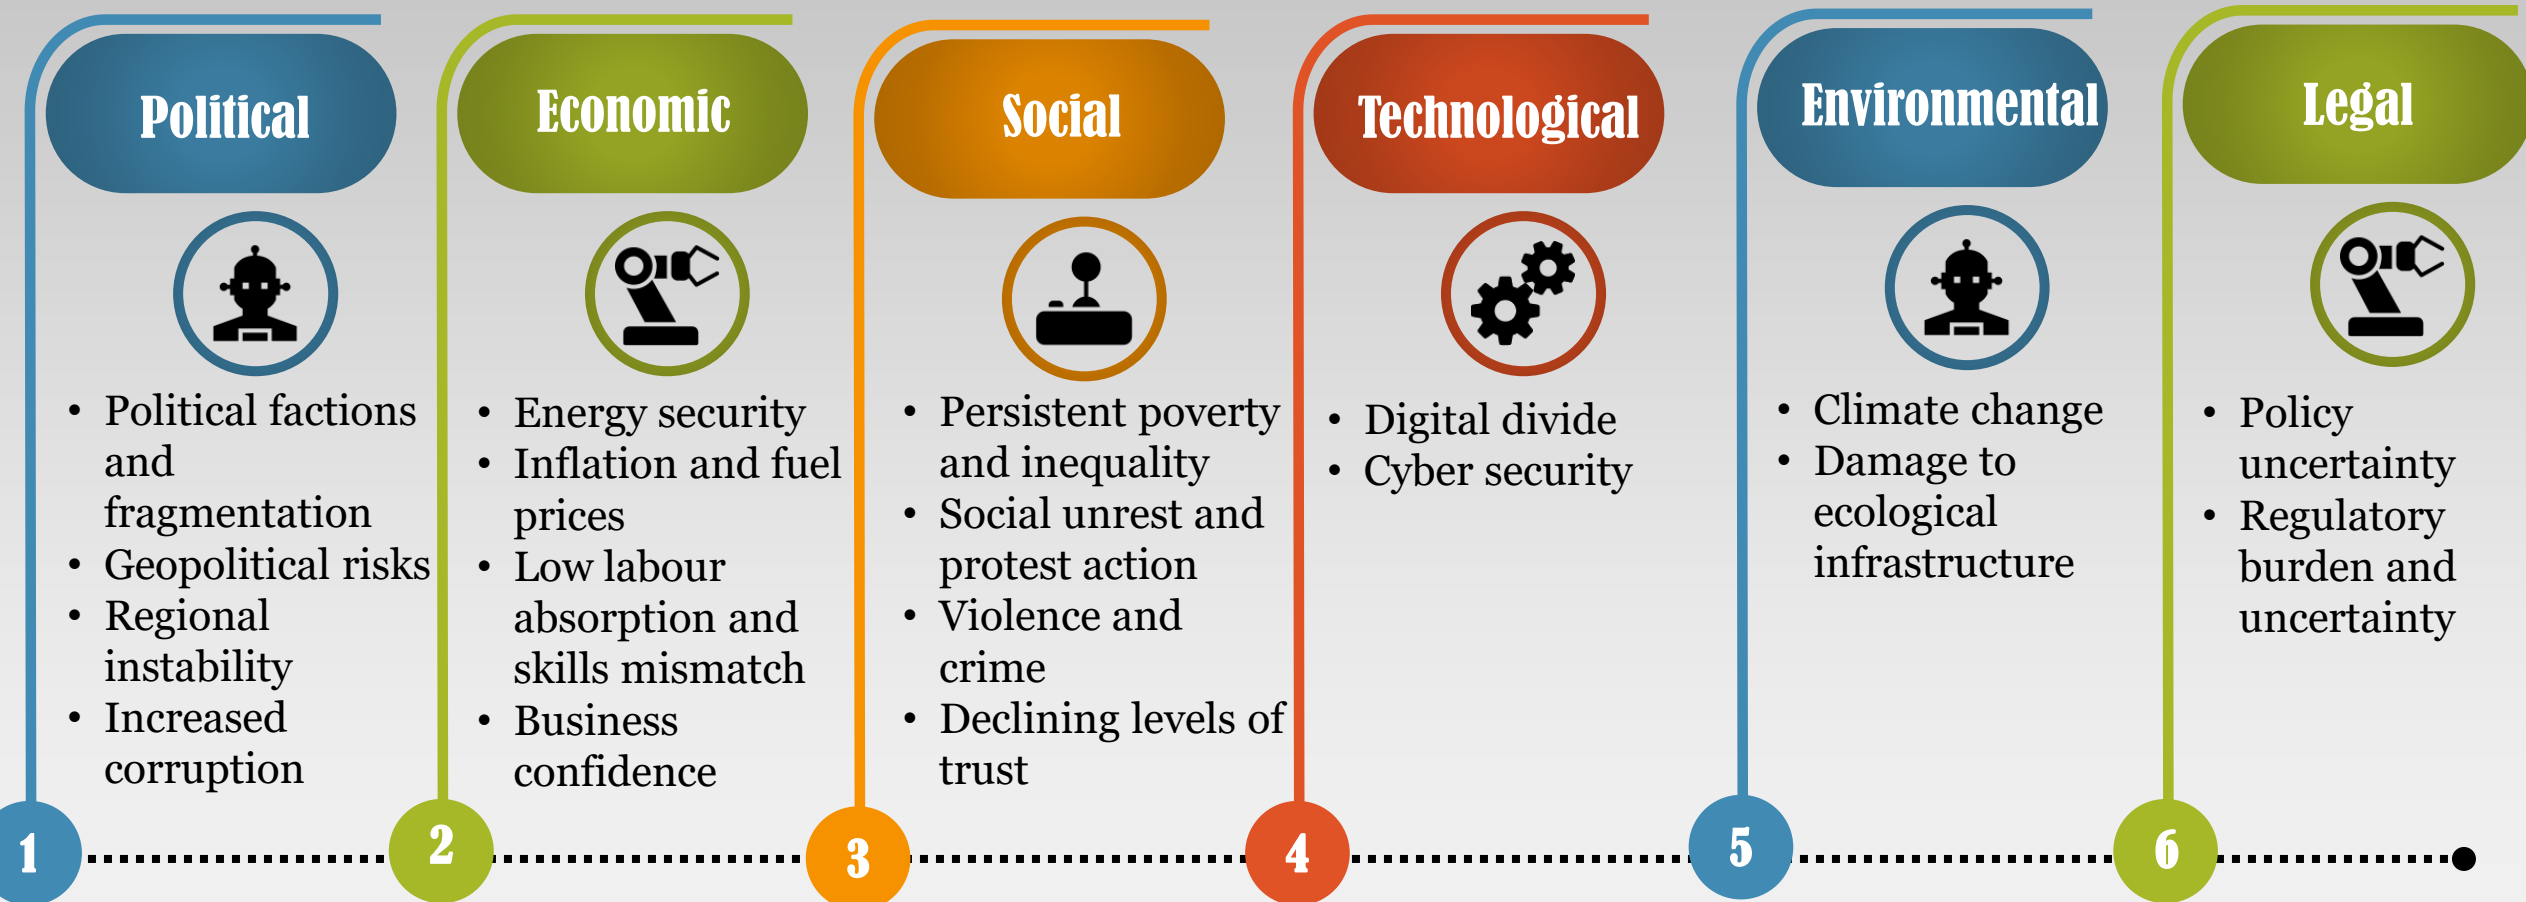 Political
• Political factions
and
fragmentation
• Geopolitical risks
• Regional
instability
• Increased
corruption
1
Economic
• Energy security
• Inflation and fuel
prices
• Low labour
absorption and
skills mismatch
• Business
confidence
2
Social
• Persistent poverty
and inequality
• Social unrest and
protest action
• Violence and
crime
• Declining levels of
trust
3
Technological
• Digital divide
• Cyber security
4
Environmental
• Climate change
• Damage to
ecological
infrastructure
5
Legal
• Policy
uncertainty
• Regulatory
burden and
uncertainty
6